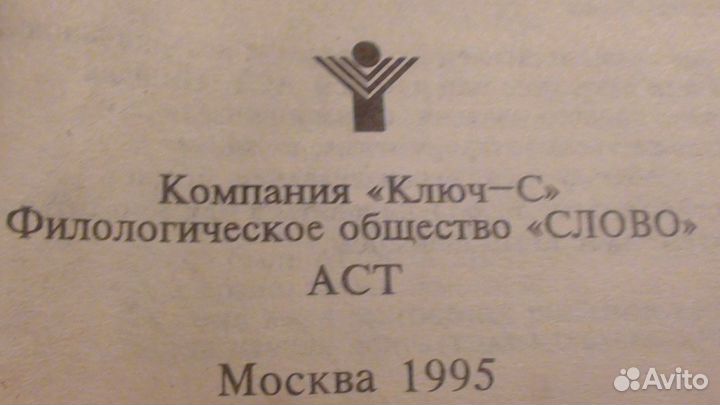 Компания «Ключ–С»
Филологическое общество «СЛОВО»
АСТ
Москва 1995
Avito